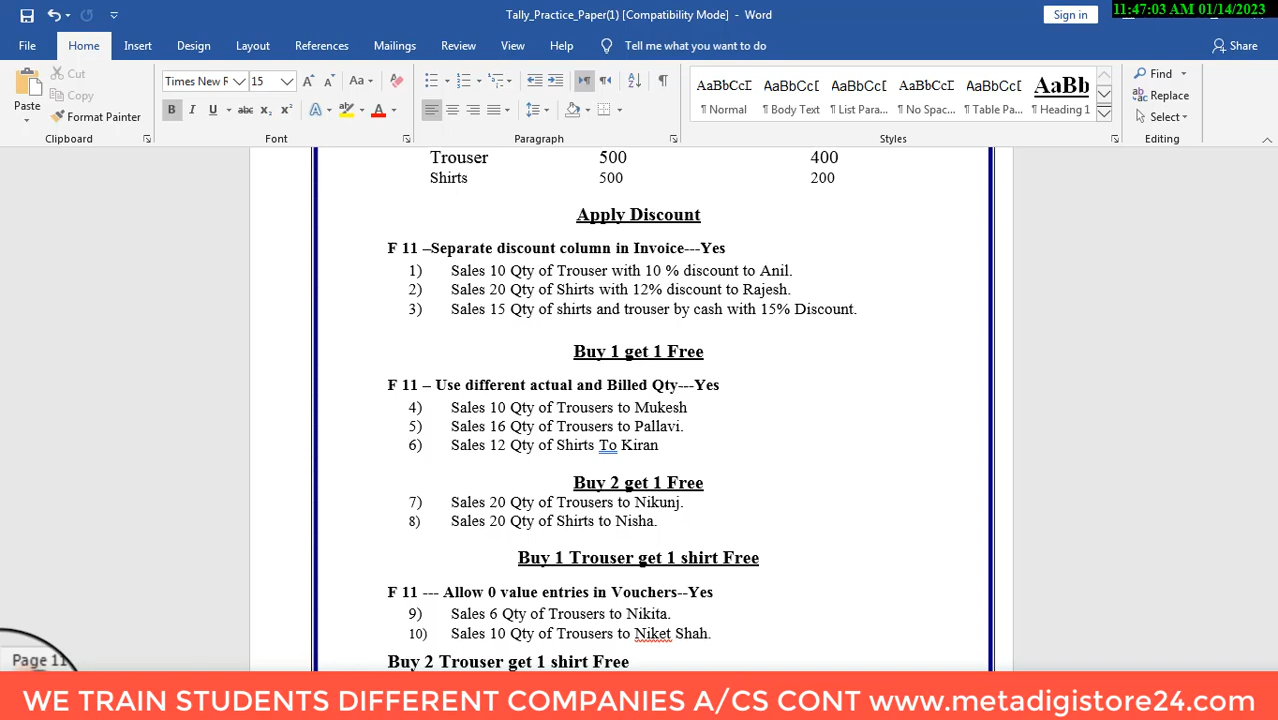 Tally_Practice_Paper(1) [Compatibility Mode] - Word
Sign in
11:47:03 AM 01/14/2023
File Home Insert Design Layout References Mailings Review View Help Tell me what you want to do Share
Paste
Cut
Copy
Format Painter
Clipboard
Times New R 15 Aa
B I U abc x₂ x² A A
Font
Paragraph
AaBbCcI AaBbCcI AaBbCcI AaBbCcI AaBbCcI AaBb
¶ Normal ¶ Body Text ¶ List Para... ¶ No Spac... ¶ Table Pa... ¶ Heading 1
Styles
Find
Replace
Select
Editing
Trouser 500 400
Shirts 500 200
Apply Discount
F 11 –Separate discount column in Invoice---Yes
1) Sales 10 Qty of Trouser with 10 % discount to Anil.
2) Sales 20 Qty of Shirts with 12% discount to Rajesh.
3) Sales 15 Qty of shirts and trouser by cash with 15% Discount.
Buy 1 get 1 Free
F 11 – Use different actual and Billed Qty---Yes
4) Sales 10 Qty of Trousers to Mukesh
5) Sales 16 Qty of Trousers to Pallavi.
6) Sales 12 Qty of Shirts To Kiran
Buy 2 get 1 Free
7) Sales 20 Qty of Trousers to Nikunj.
8) Sales 20 Qty of Shirts to Nisha.
Buy 1 Trouser get 1 shirt Free
F 11 --- Allow 0 value entries in Vouchers--Yes
9) Sales 6 Qty of Trousers to Nikita.
10) Sales 10 Qty of Trousers to Niket Shah.
Buy 2 Trouser get 1 shirt Free
Page 11
WE TRAIN STUDENTS DIFFERENT COMPANIES A/CS CONT www.metadigistore24.com